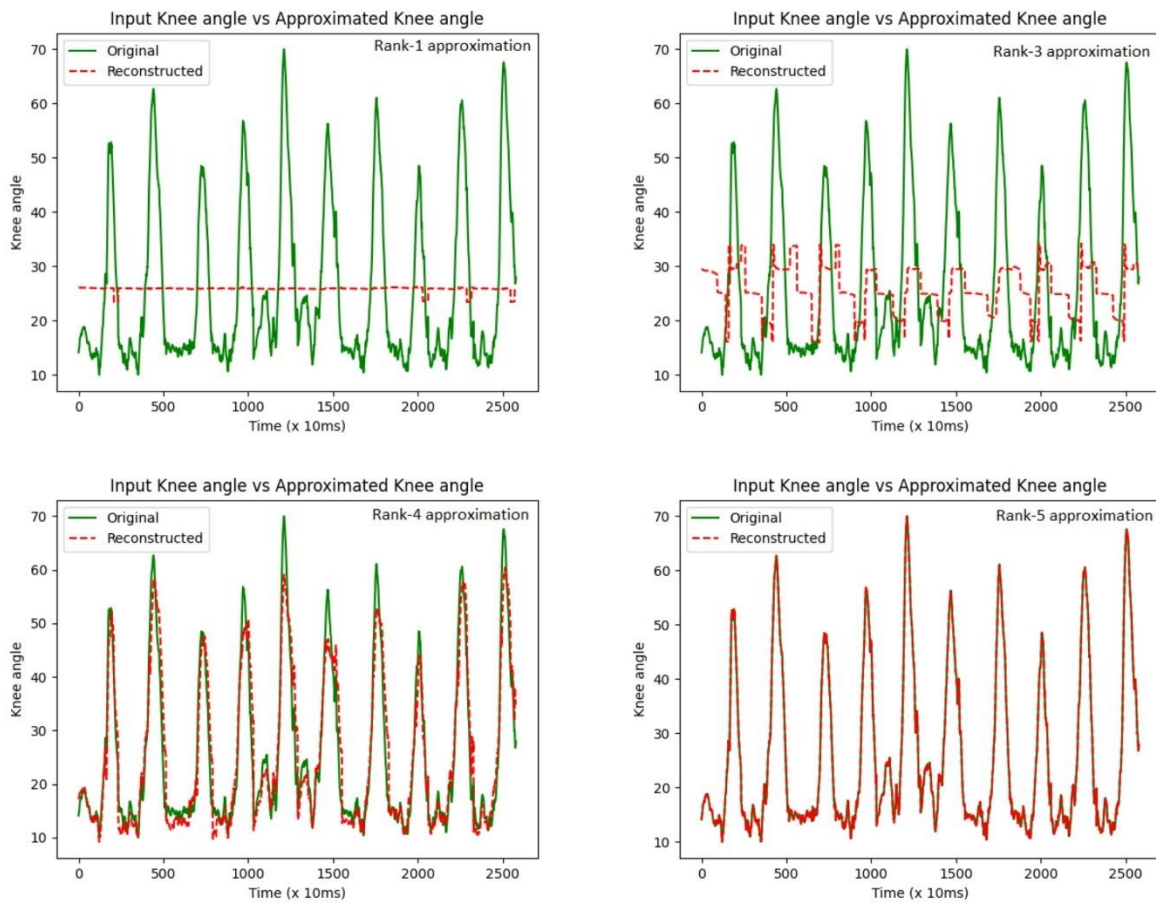 Input Knee angle vs Approximated Knee angle
Original
Reconstructed
Rank-1 approximation
70
60
50
40
30
20
10
Knee angle
0 500 1000 1500 2000 2500
Time (x 10ms)
Input Knee angle vs Approximated Knee angle
Original
Reconstructed
Rank-3 approximation
70
60
50
40
30
20
10
Knee angle
0 500 1000 1500 2000 2500
Time (x 10ms)
Input Knee angle vs Approximated Knee angle
Original
Reconstructed
Rank-4 approximation
70
60
50
40
30
20
10
Knee angle
0 500 1000 1500 2000 2500
Time (x 10ms)
Input Knee angle vs Approximated Knee angle
Original
Reconstructed
Rank-5 approximation
70
60
50
40
30
20
10
Knee angle
0 500 1000 1500 2000 2500
Time (x 10ms)